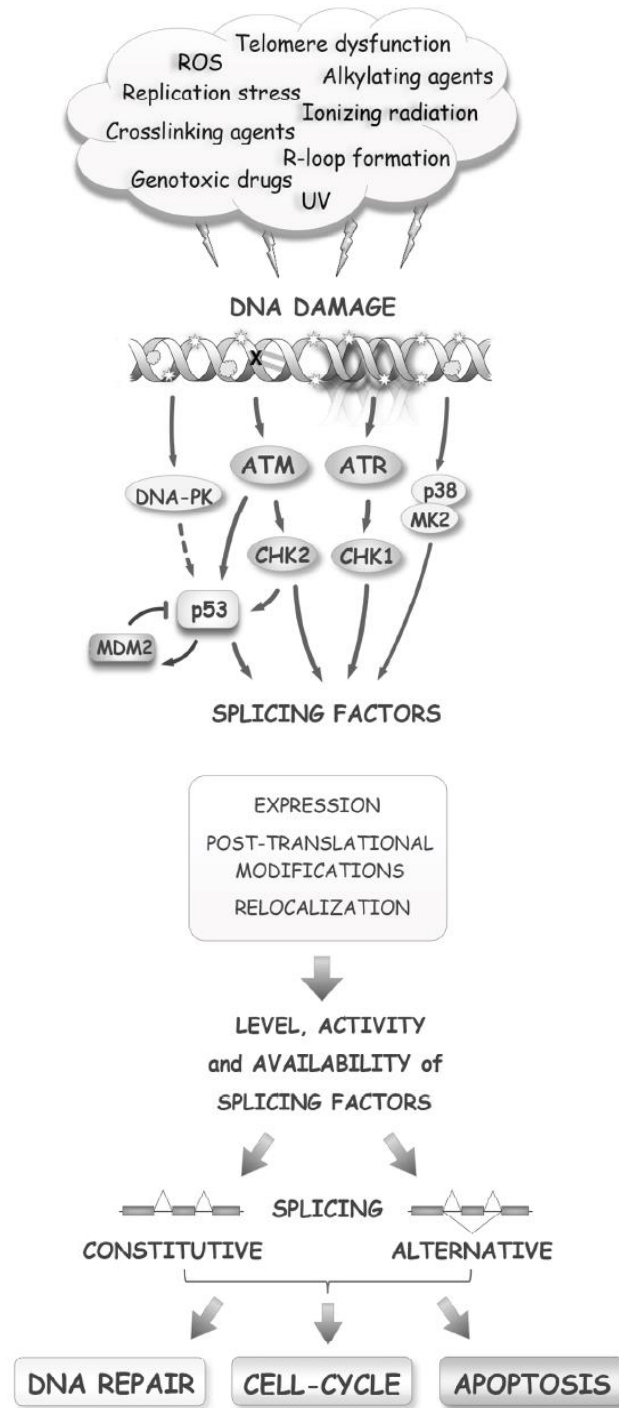 Telomere dysfunction
ROS
Alkylating agents
Replication stress
Ionizing radiation
Crosslinking agents
R-loop formation
Genotoxic drugs
UV
DNA DAMAGE
X
ATM
ATR
DNA-PK
p38
MK2
CHK2
CHK1
p53
MDM2
SPLICING FACTORS
EXPRESSION
POST-TRANSLATIONAL
MODIFICATIONS
RELOCALIZATION
LEVEL, ACTIVITY
and AVAILABILITY of
SPLICING FACTORS
SPLICING
CONSTITUTIVE
ALTERNATIVE
DNA REPAIR
CELL-CYCLE
APOPTOSIS